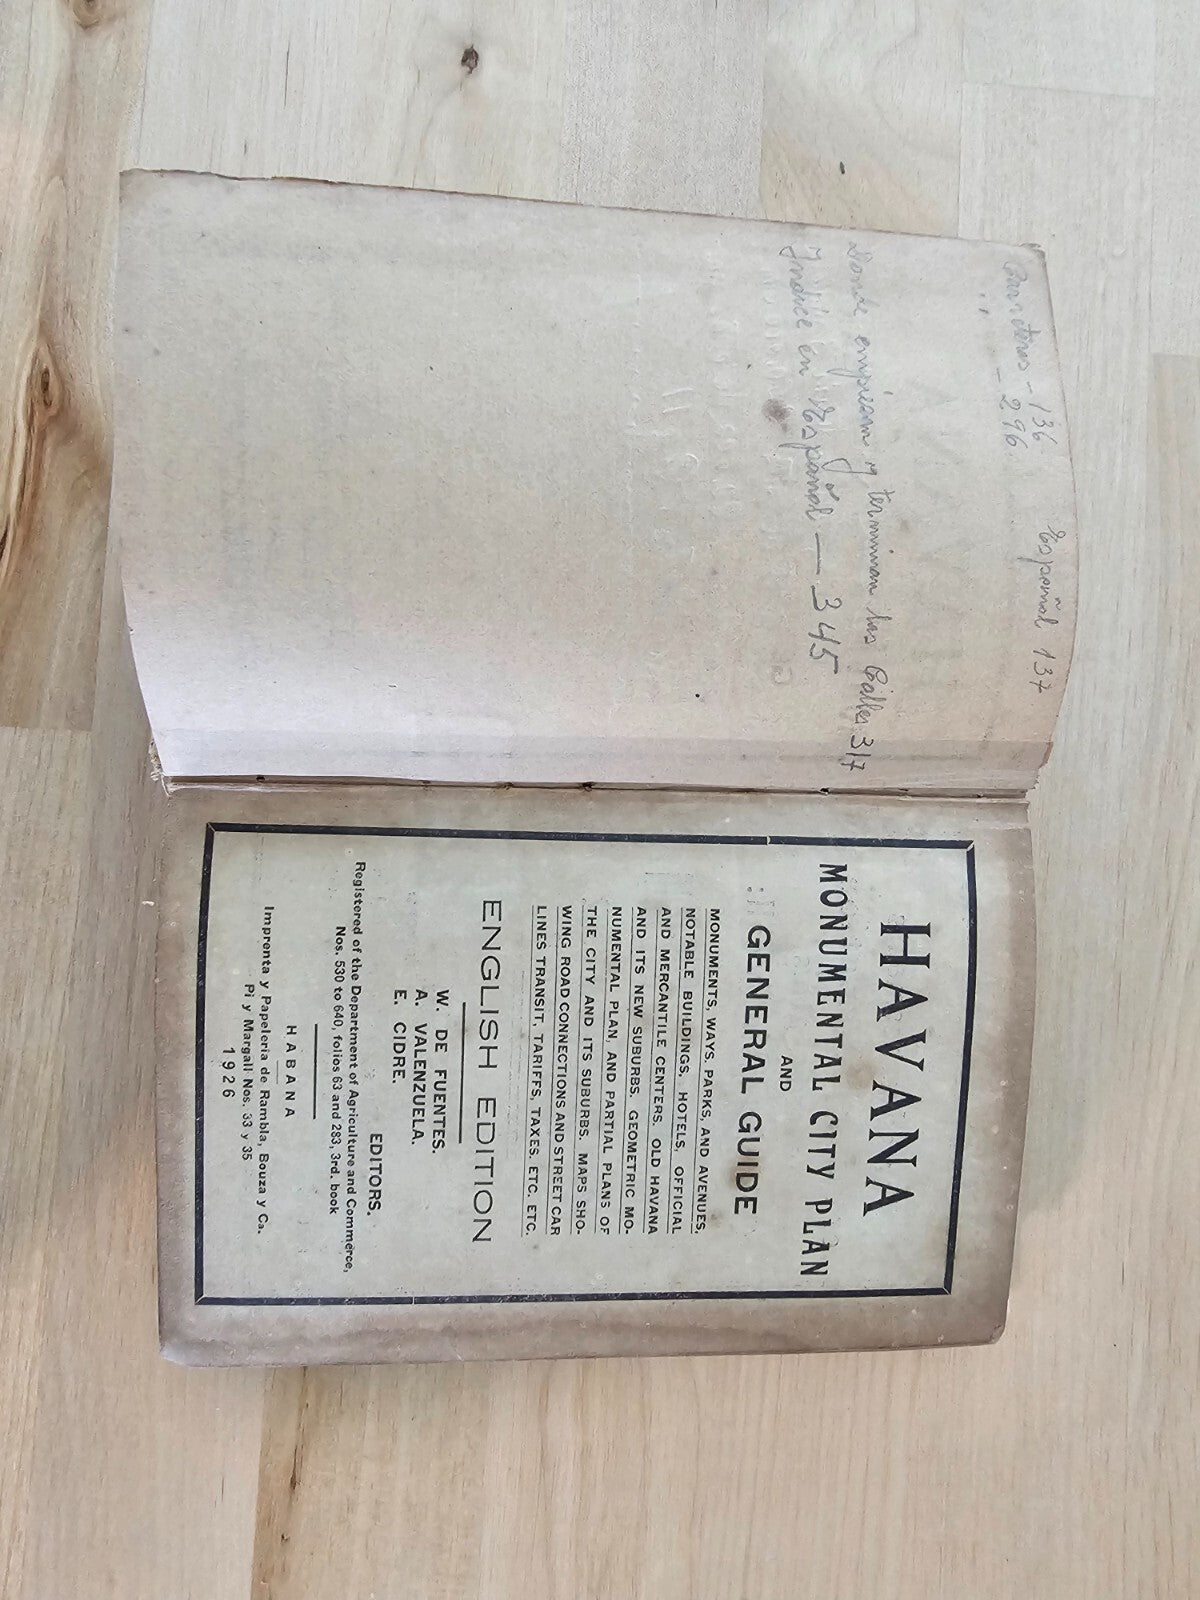 Español 137
Carreteras - 136
" - 296
Donde empiesan y terminan las Calles 317
Indice en Español — 345
HAVANA
MONUMENTAL CITY PLAN
AND
GENERAL GUIDE
MONUMENTS, WAYS, PARKS, AND AVENUES,
NOTABLE BUILDINGS, HOTELS, OFFICIAL
AND MERCANTILE CENTERS. OLD HAVANA
AND ITS NEW SUBURBS. GEOMETRIC MO-
NUMENTAL PLAN, AND PARTIAL PLANS OF
THE CITY AND ITS SUBURBS. MAPS SHO-
WING ROAD CONNECTIONS AND STREET CAR
LINES TRANSIT, TARIFFS, TAXES. ETC. ETC.
ENGLISH EDITION
W. DE FUENTES.
A. VALENZUELA.
E. CIDRE.
EDITORS.
Registered of the Department of Agriculture and Commerce,
Nos. 530 to 640, folios 63 and 283, 3rd. book
HABANA
Imprenta y Papeleria de Rambla, Bouza y Ca.
Pi y Margall Nos. 33 y 35
1926